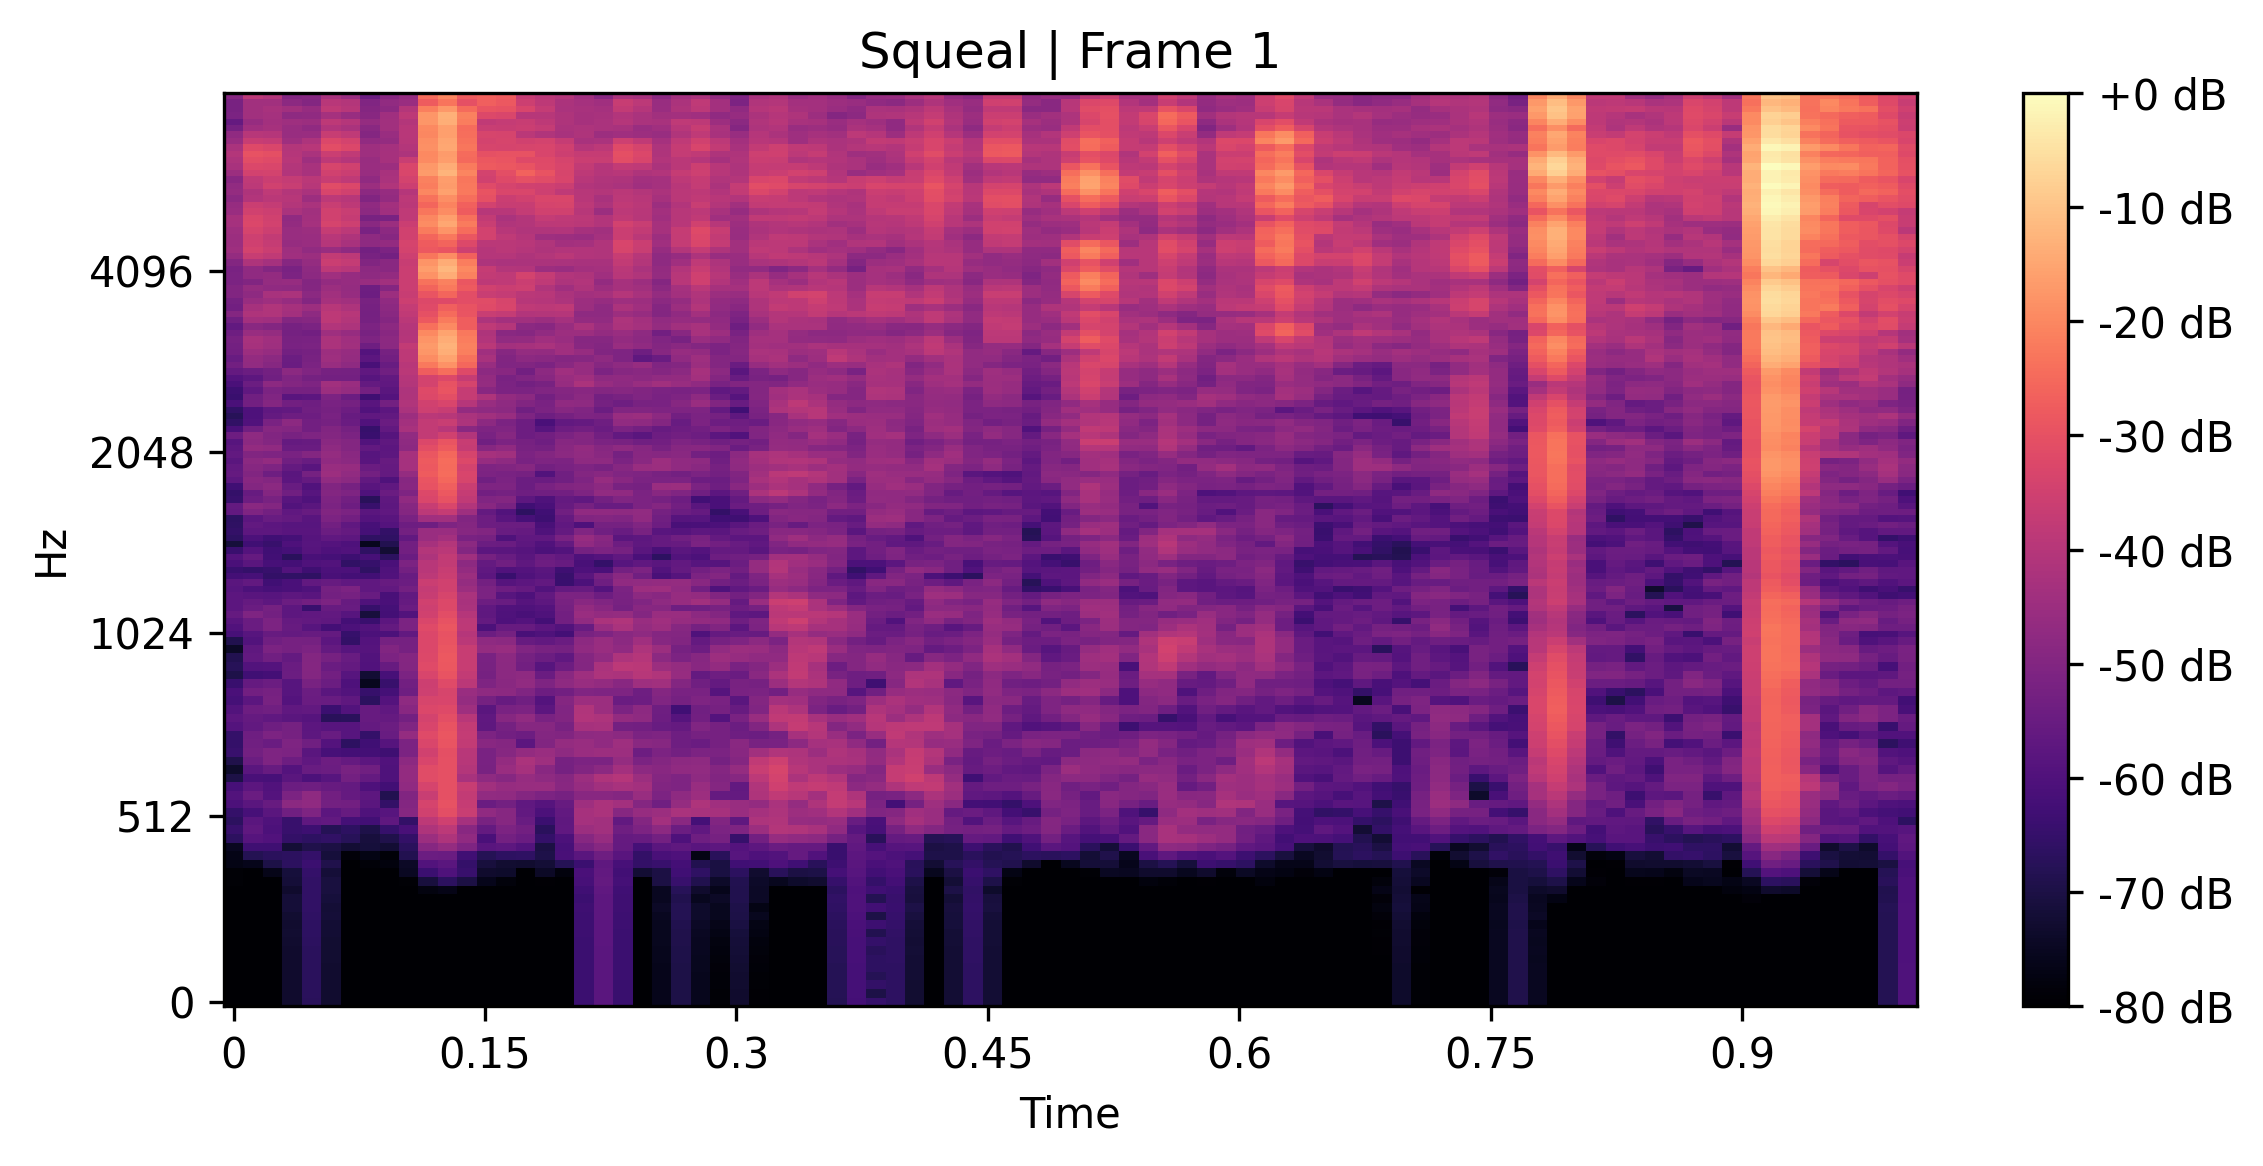 Squeal | Frame 1
Hz
4096
2048
1024
512
0
0 0.15 0.3 0.45 0.6 0.75 0.9
Time
+0 dB
-10 dB
-20 dB
-30 dB
-40 dB
-50 dB
-60 dB
-70 dB
-80 dB